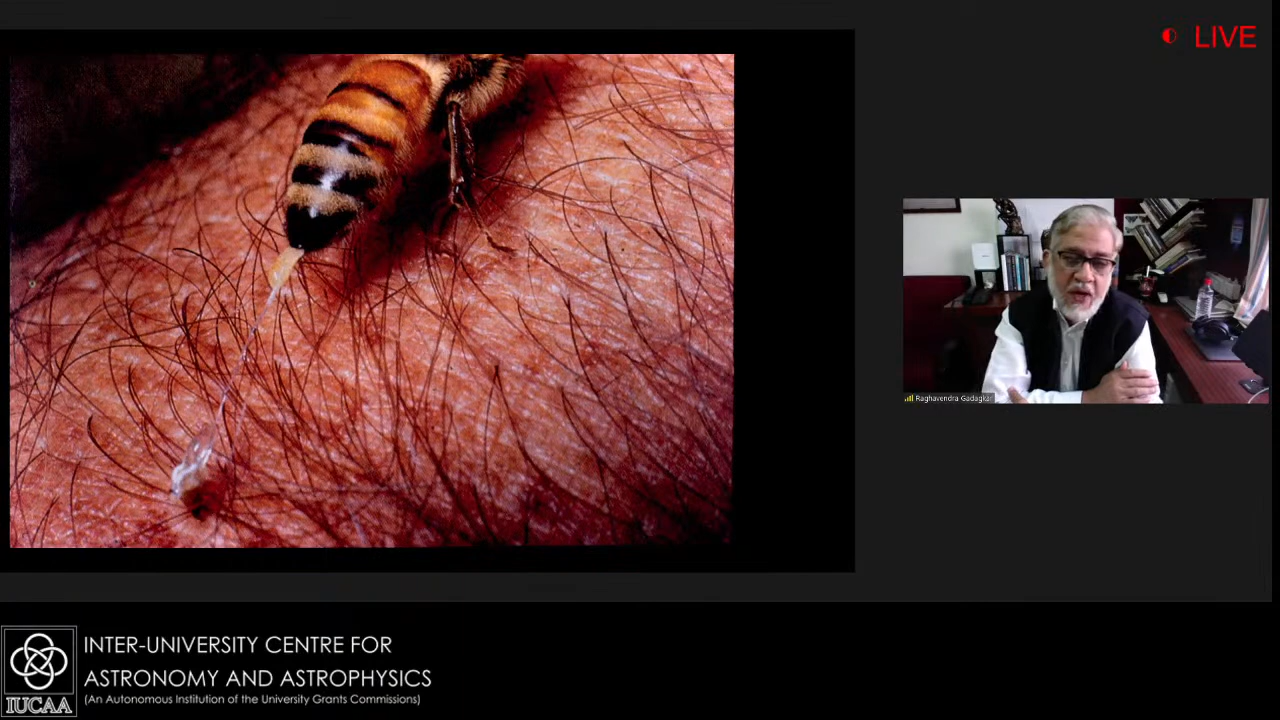 LIVE
Raghavendra Gadagkar
INTER-UNIVERSITY CENTRE FOR
ASTRONOMY AND ASTROPHYSICS
(An Autonomous Institution of the University Grants Commissions)
IUCAA